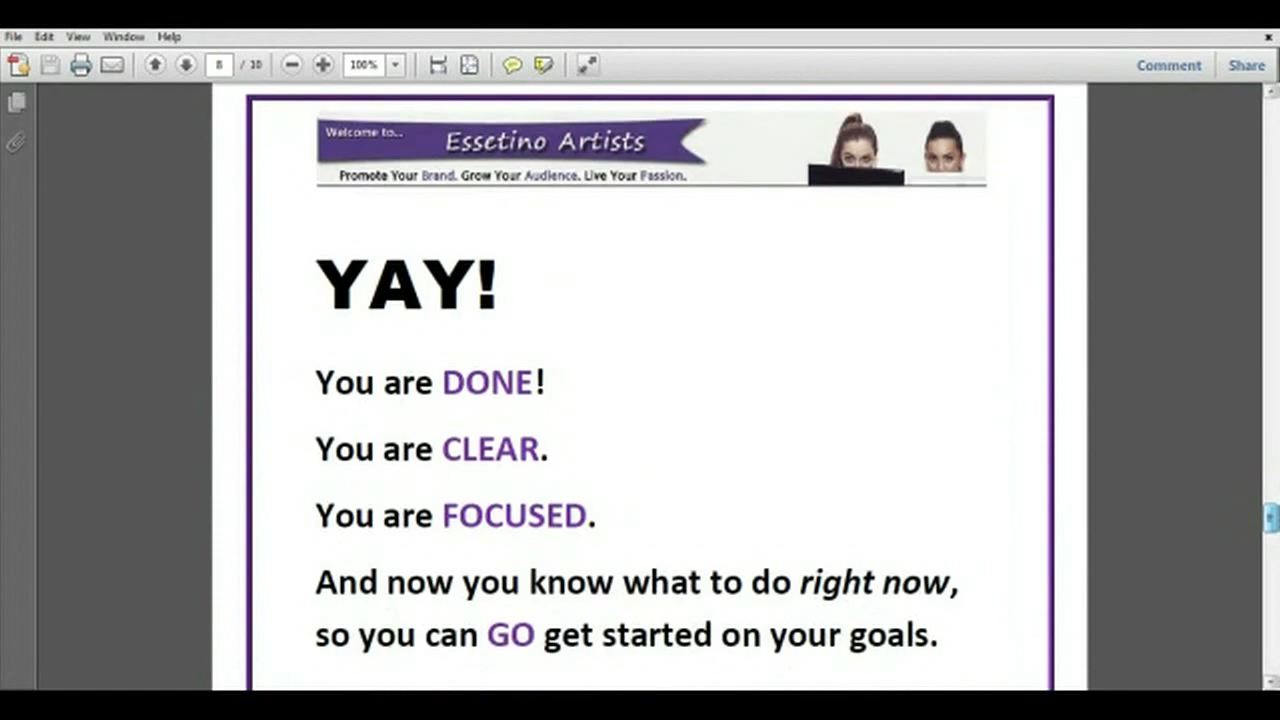 File Edit View Window Help
8 / 10 100% Comment Share
Welcome to...
Essetino Artists
Promote Your Brand. Grow Your Audience. Live Your Passion.
YAY!
You are DONE!
You are CLEAR.
You are FOCUSED.
And now you know what to do right now,
so you can GO get started on your goals.